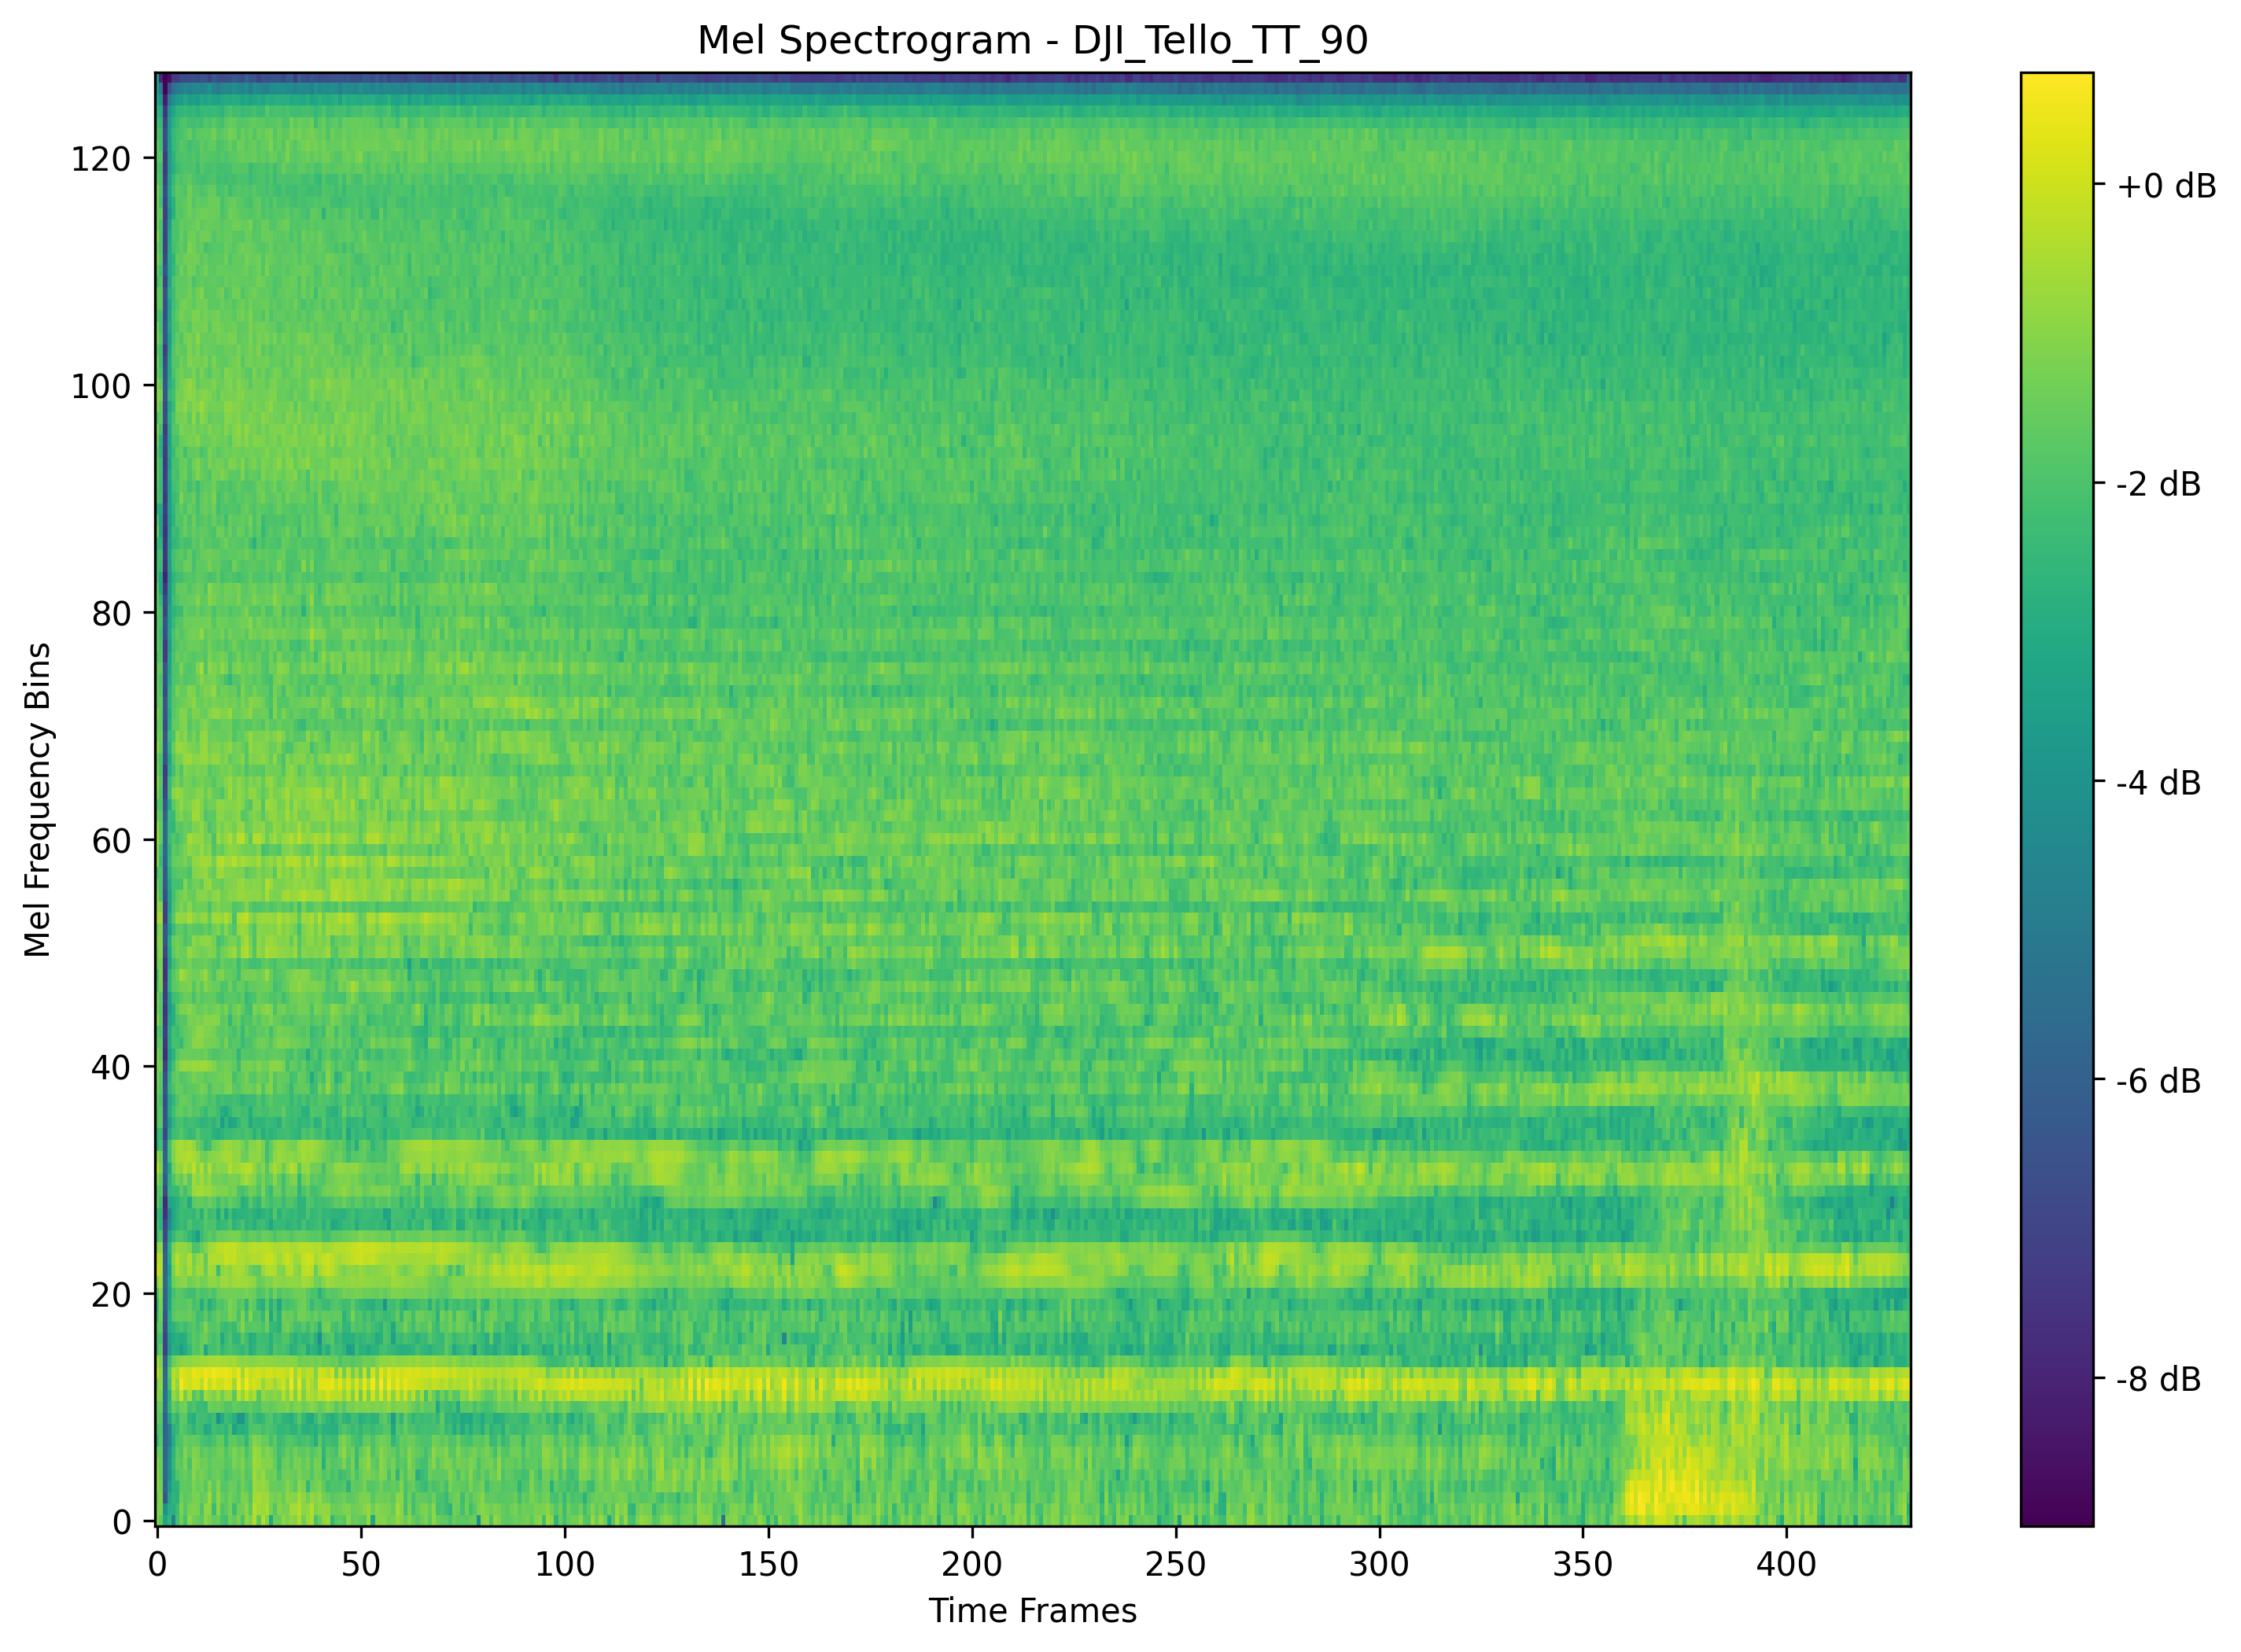 Mel Spectrogram - DJI_Tello_TT_90
Mel Frequency Bins
120
100
80
60
40
20
0
0 50 100 150 200 250 300 350 400
Time Frames
+0 dB
-2 dB
-4 dB
-6 dB
-8 dB